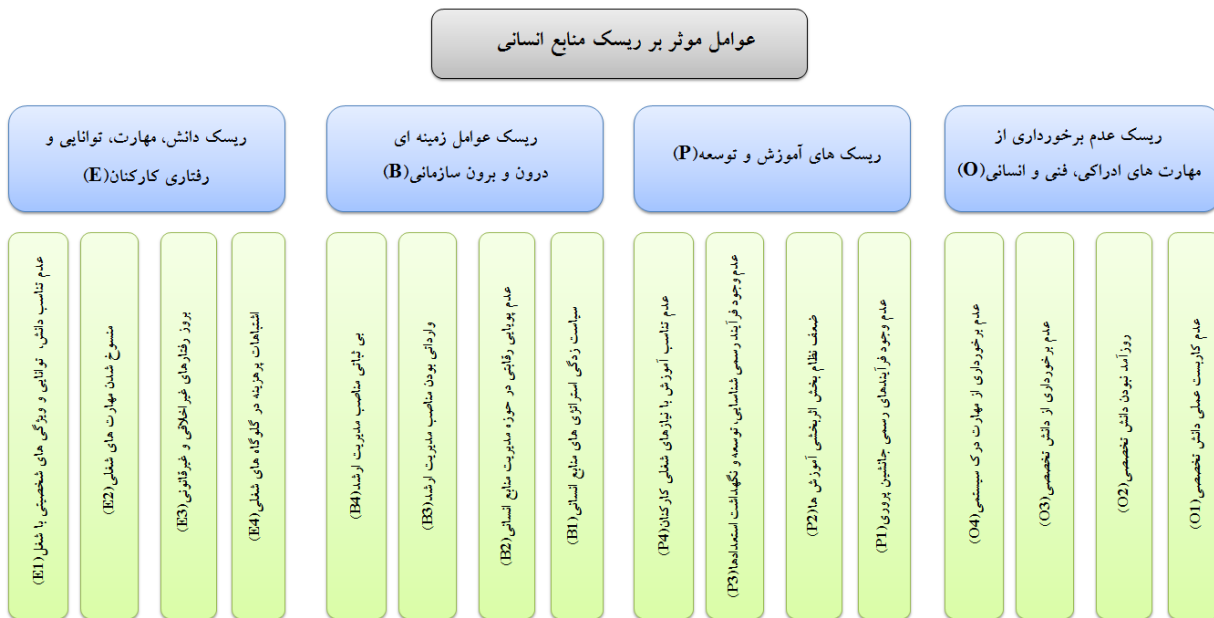 عوامل موثر بر ریسک منابع انسانی
ریسک عدم برخورداری از
مهارت های ادراکی، فنی و انسانی(O)
ریسک های آموزش و توسعه(P)
ریسک عوامل زمینه ای
درون و برون سازمانی(B)
ریسک دانش، مهارت، توانایی و
رفتاری کارکنان(E)
عدم کاربست عملی دانش تخصصی(O1)
روزآمد نبودن دانش تخصصی(O2)
عدم برخورداری از دانش تخصصی(O3)
عدم برخورداری از مهارت درک سیستمی(O4)
عدم وجود فرآیندهای رسمی جانشین پروری(P1)
ضعف نظام بخش اثربخشی آموزش ها(P2)
عدم وجود فرآیند رسمی شناسایی، توسعه و نگهداشت استعدادها(P3)
عدم تناسب آموزش با نیازهای شغلی کارکنان(P4)
سیاست زدگی استراتژی های منابع انسانی(B1)
عدم پویایی رقابتی در حوزه مدیریت منابع انسانی(B2)
وارداتی بودن مناصب مدیریت ارشد(B3)
بی ثباتی مناصب مدیریت ارشد(B4)
اشتباهات پرهزینه در گلوگاه های شغلی(E4)
بروز رفتارهای غیراخلاقی و غیرقانونی(E3)
منسوخ شدن مهارت های شغلی(E2)
عدم تناسب دانش، توانایی و ویژگی های شخصیتی با شغل(E1)